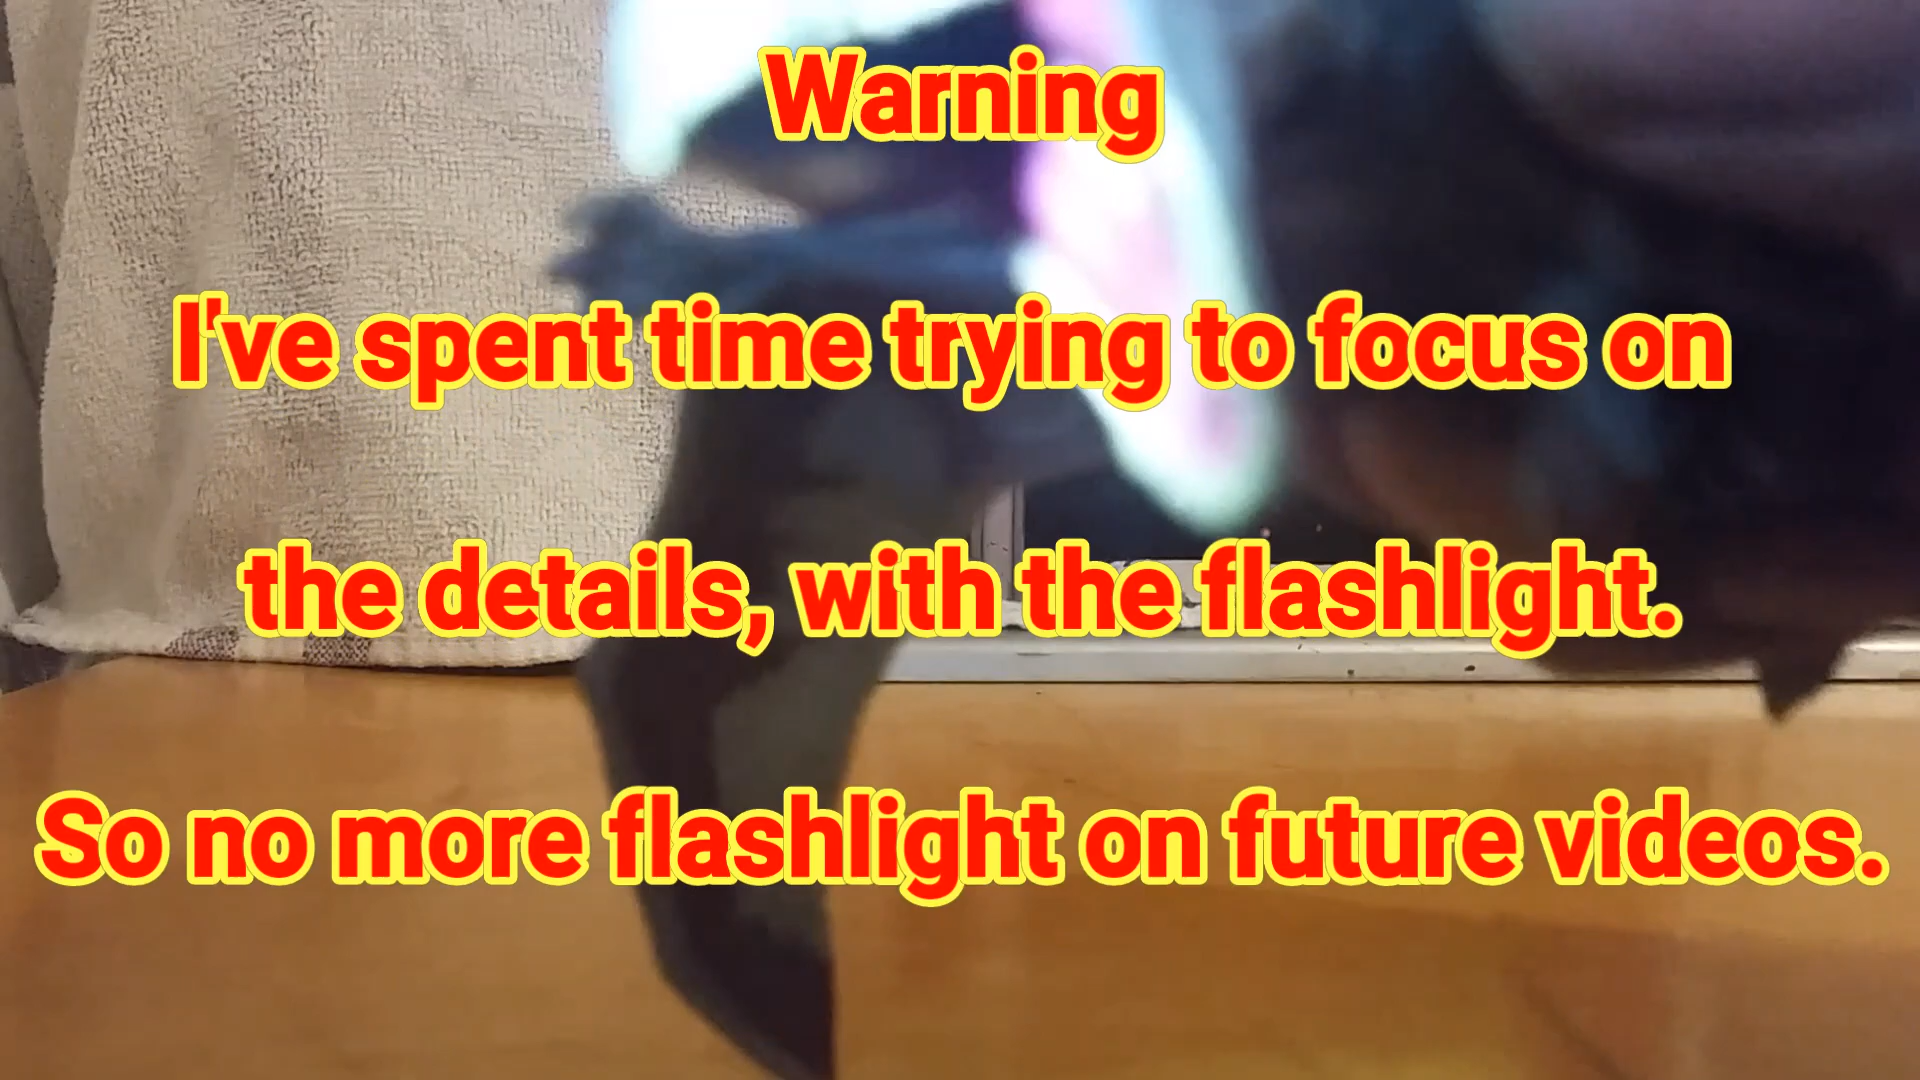 Warning
I've spent time trying to focus on
the details, with the flashlight.
So no more flashlight on future videos.